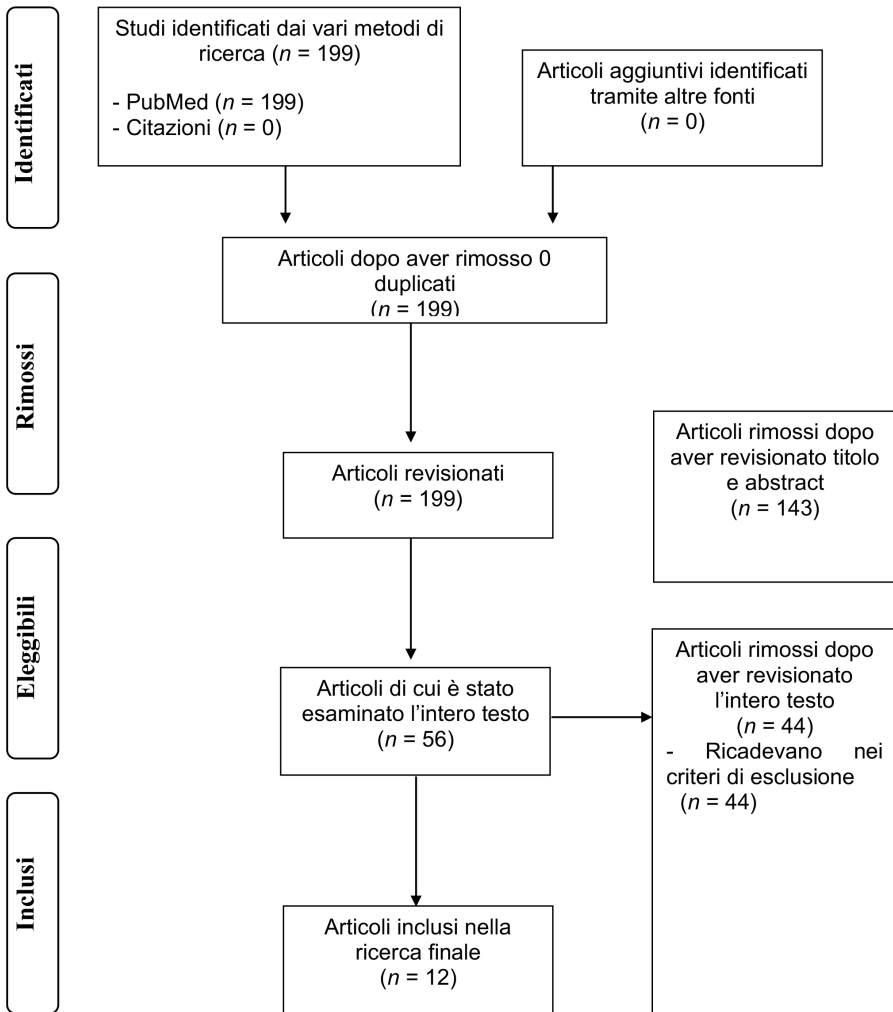 Identificati
Studi identificati dai vari metodi di
ricerca (n = 199)
- PubMed (n = 199)
- Citazioni (n = 0)
Articoli aggiuntivi identificati
tramite altre fonti
(n = 0)
Articoli dopo aver rimosso 0
duplicati
(n = 199)
Rimossi
Articoli revisionati
(n = 199)
Articoli rimossi dopo
aver revisionato titolo
e abstract
(n = 143)
Eleggibili
Articoli di cui è stato
esaminato l’intero testo
(n = 56)
Articoli rimossi dopo
aver revisionato
l’intero testo
(n = 44)
- Ricadevano nei
criteri di esclusione
(n = 44)
Inclusi
Articoli inclusi nella
ricerca finale
(n = 12)